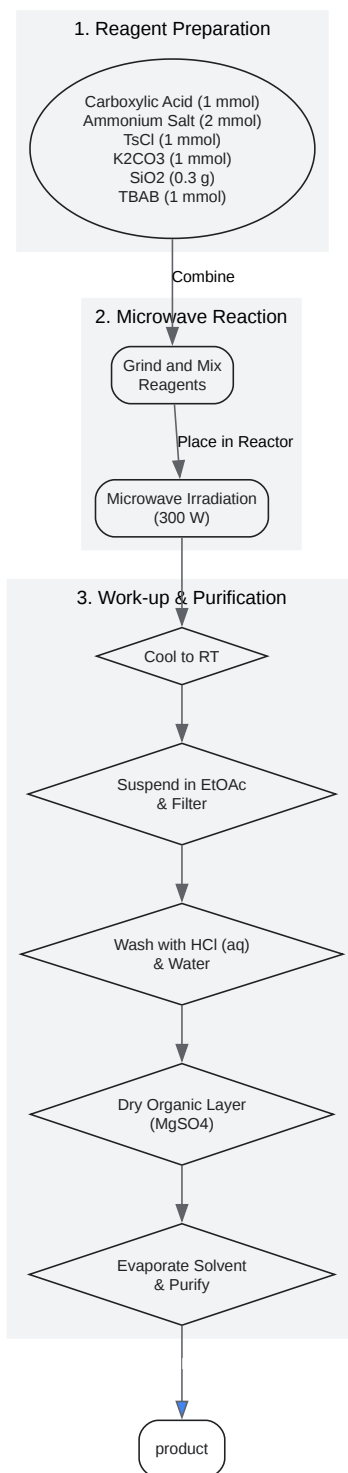 1. Reagent Preparation
Carboxylic Acid (1 mmol)
Ammonium Salt (2 mmol)
TsCl (1 mmol)
K2CO3 (1 mmol)
SiO2 (0.3 g)
TBAB (1 mmol)
Combine
2. Microwave Reaction
Grind and Mix
Reagents
Place in Reactor
Microwave Irradiation
(300 W)
3. Work-up & Purification
Cool to RT
Suspend in EtOAc
& Filter
Wash with HCl (aq)
& Water
Dry Organic Layer
(MgSO4)
Evaporate Solvent
& Purify
product